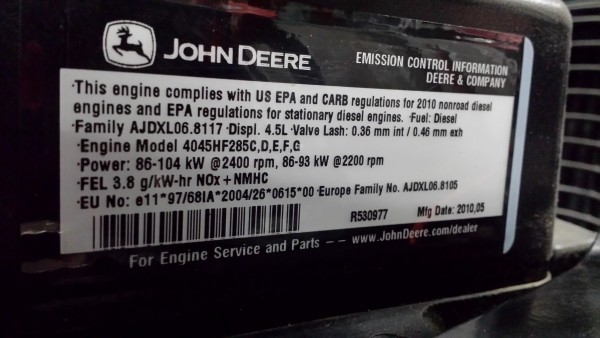 JOHN DEERE
EMISSION CONTROL INFORMATION
DEERE & COMPANY
·This engine complies with US EPA and CARB regulations for 2010 nonroad diesel
engines and EPA regulations for stationary diesel engines. ·Fuel: Diesel
·Family AJDXL06.8117 ·Displ. 4.5L ·Valve Lash: 0.36 mm int / 0.46 mm exh
·Engine Model 4045HF285C,D,E,F,G
·Power: 86-104 kW @2400 rpm, 86-93 kW @2200 rpm
·FEL 3.8 g/kW-hr NOx+NMHC
·EU No: e11*97/68IA*2004/26*0615*00 ·Europe Family No. AJDXL06.8105
R530977 Mfg Date: 2010,05
For Engine Service and Parts -- www.JohnDeere.com/dealer